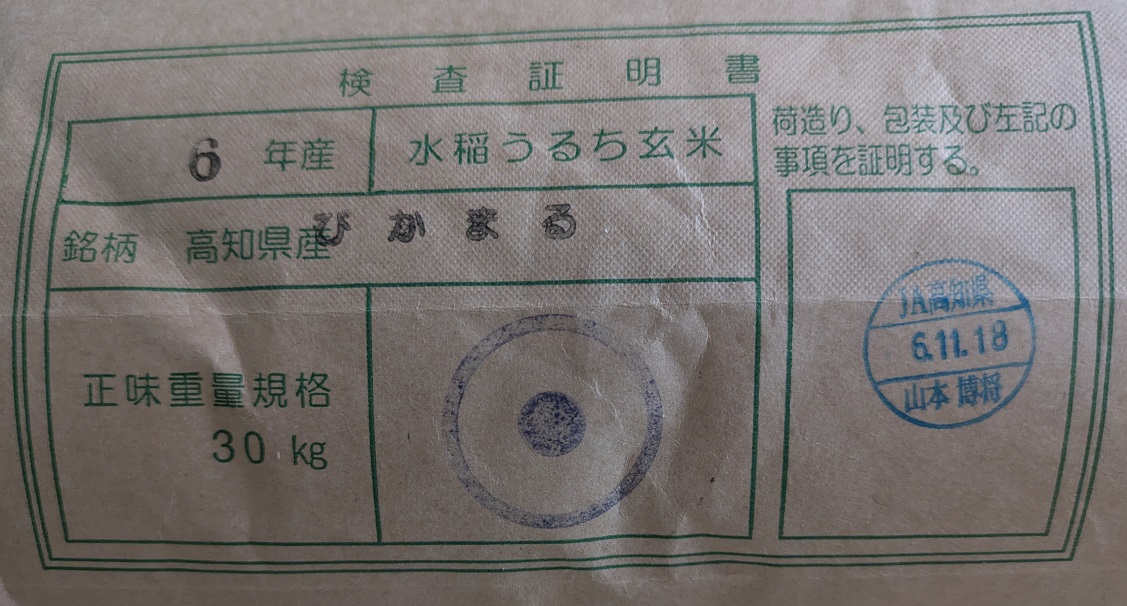 検査証明書
6 年産
水稲うるち玄米
銘柄 高知県産 ぴかまる
正味重量規格
30 kg
荷造り、包装及び左記の
事項を証明する。
JA高知県
6.11.18
山本 博将